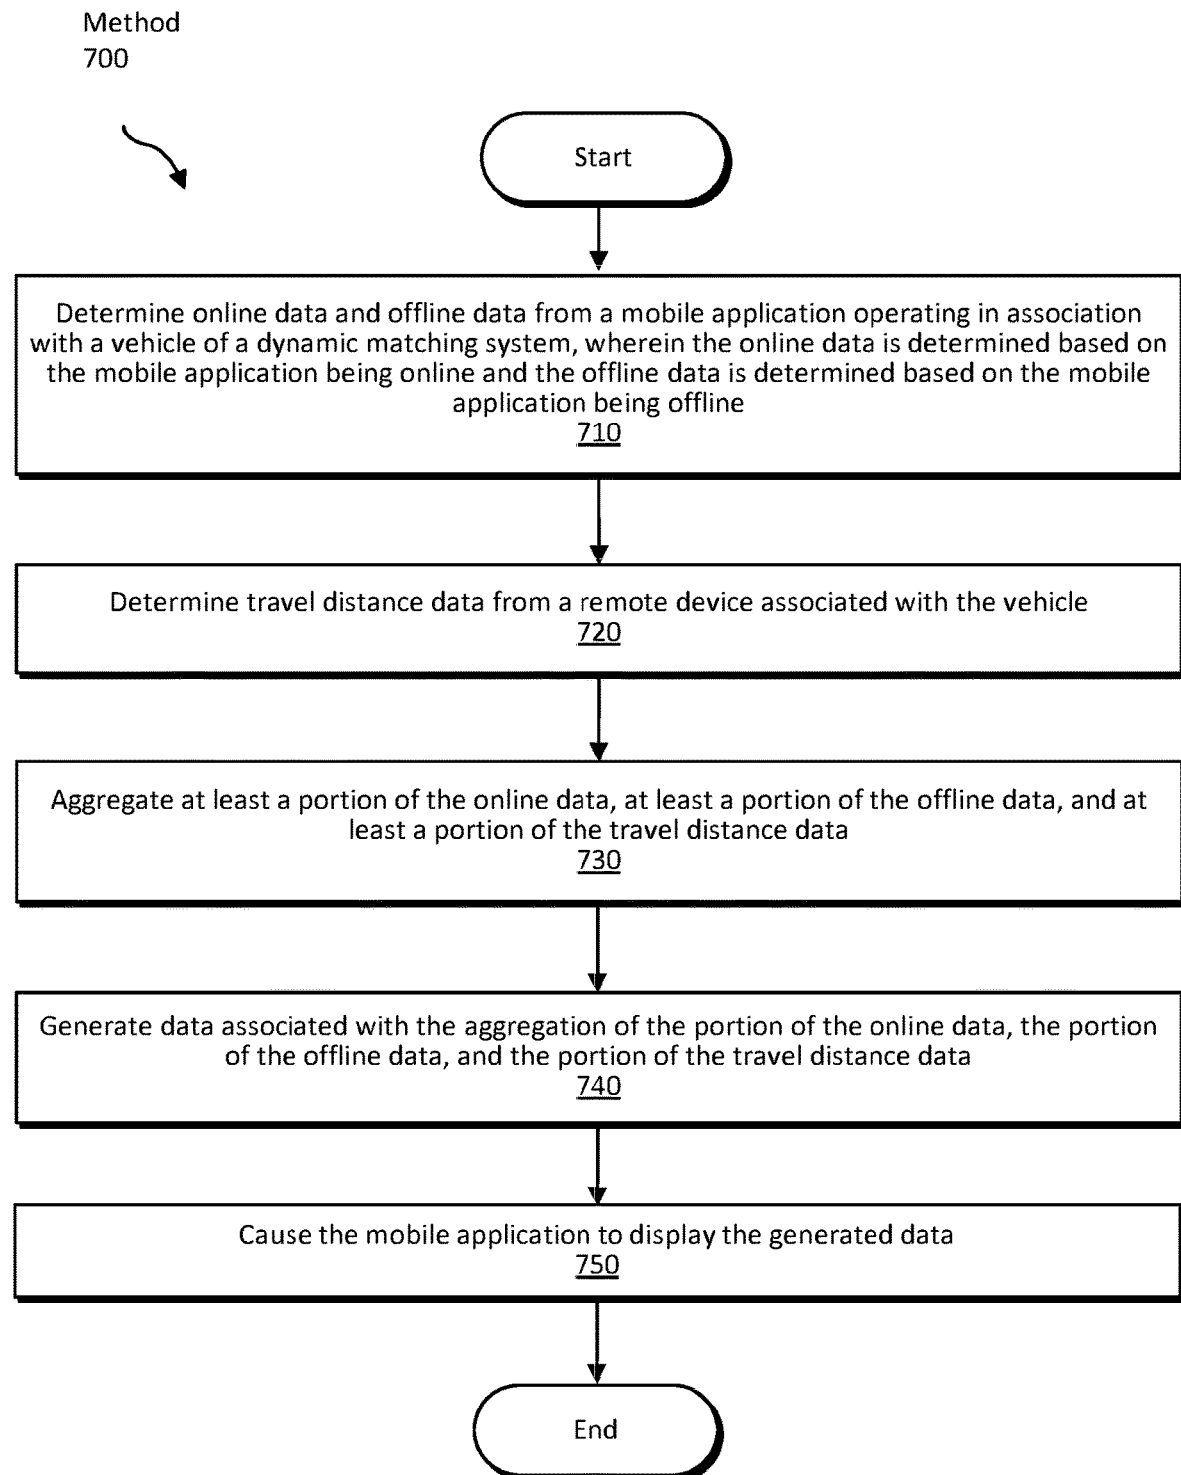 Method
700
Start
Determine online data and offline data from a mobile application operating in association
with a vehicle of a dynamic matching system, wherein the online data is determined based on
the mobile application being online and the offline data is determined based on the mobile
application being offline
710
Determine travel distance data from a remote device associated with the vehicle
720
Aggregate at least a portion of the online data, at least a portion of the offline data, and at
least a portion of the travel distance data
730
Generate data associated with the aggregation of the portion of the online data, the portion
of the offline data, and the portion of the travel distance data
740
Cause the mobile application to display the generated data
750
End